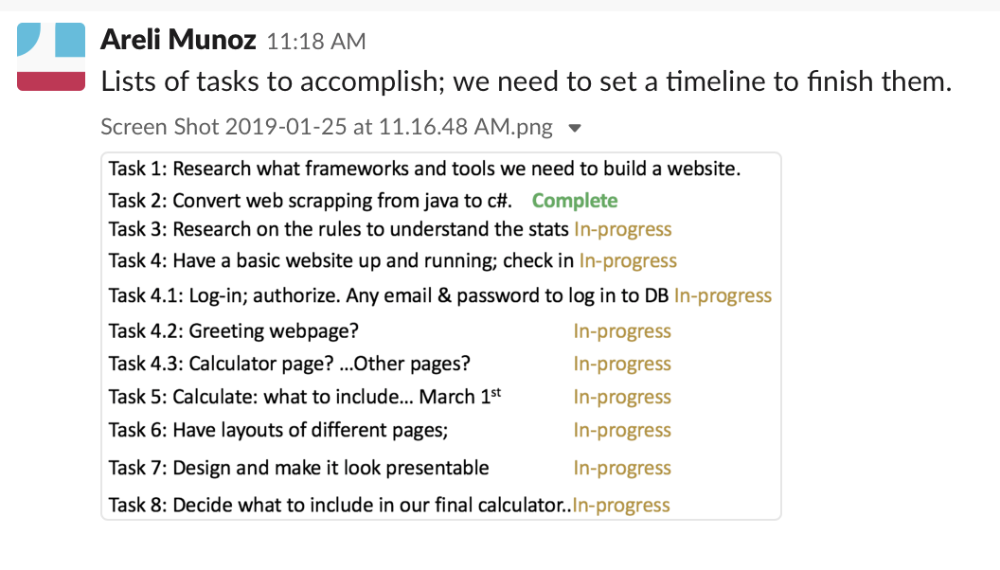 Areli Munoz 11:18 AM
Lists of tasks to accomplish; we need to set a timeline to finish them.
Screen Shot 2019-01-25 at 11.16.48 AM.png
Task 1: Research what frameworks and tools we need to build a website.
Task 2: Convert web scrapping from java to c#. Complete
Task 3: Research on the rules to understand the stats In-progress
Task 4: Have a basic website up and running; check in In-progress
Task 4.1: Log-in; authorize. Any email & password to log in to DB In-progress
Task 4.2: Greeting webpage? In-progress
Task 4.3: Calculator page? ...Other pages? In-progress
Task 5: Calculate: what to include... March 1st In-progress
Task 6: Have layouts of different pages; In-progress
Task 7: Design and make it look presentable In-progress
Task 8: Decide what to include in our final calculator..In-progress